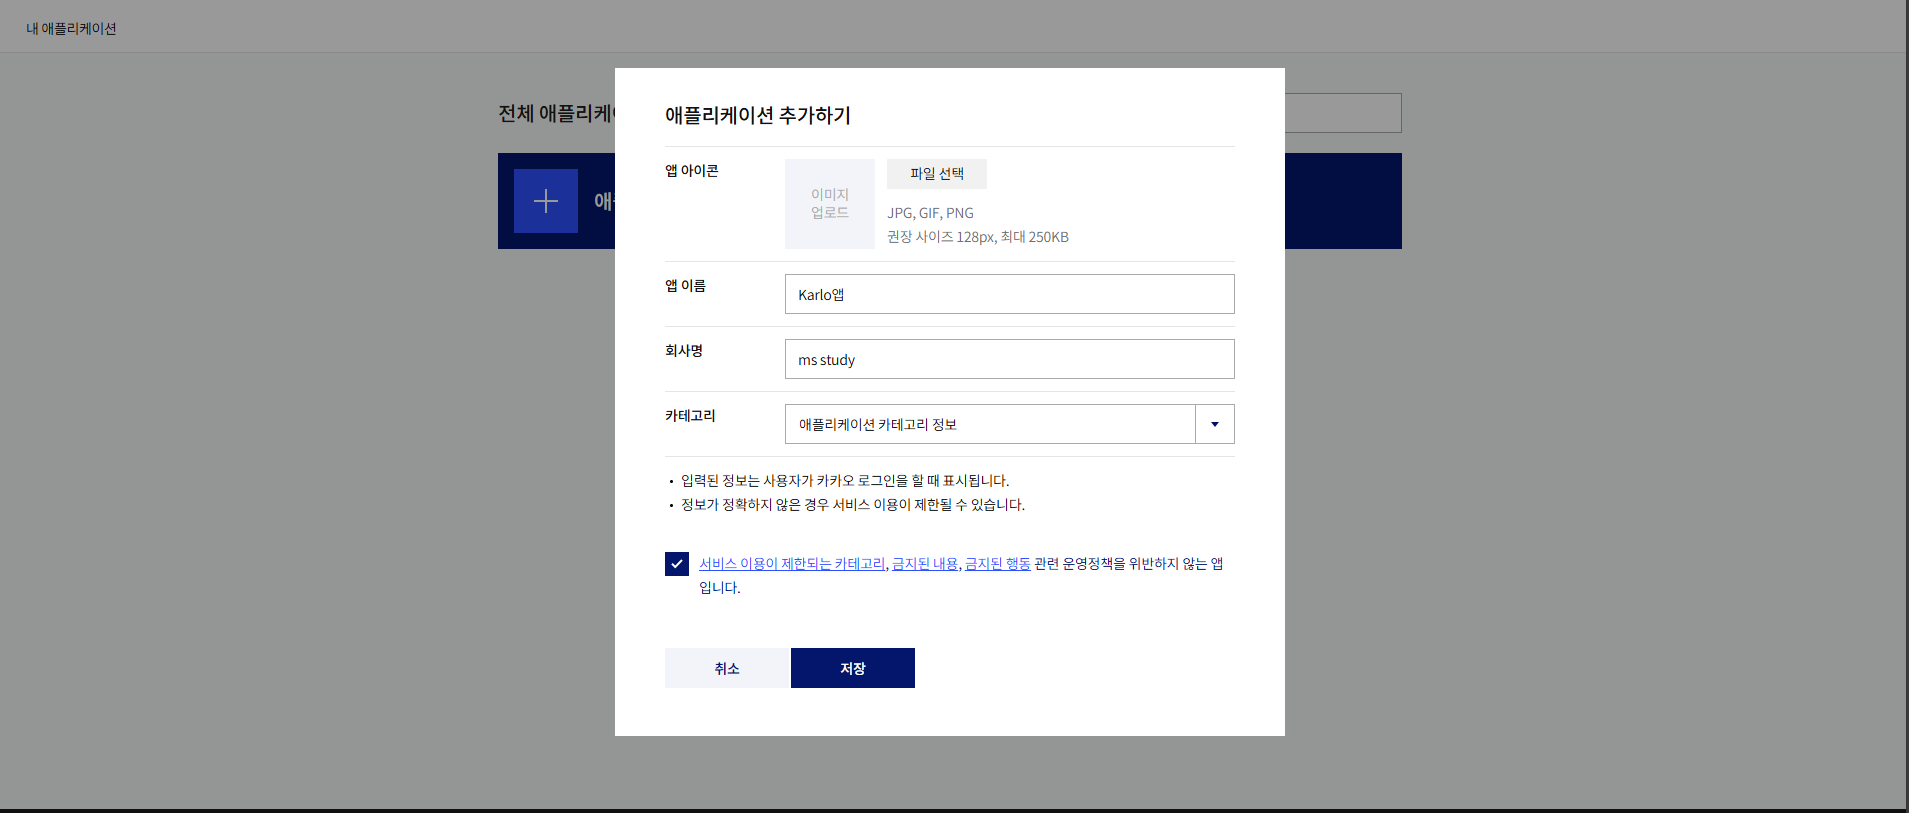 내 애플리케이션
전체 애플리케
애
애플리케이션 추가하기
앱 아이콘
이미지
업로드
파일 선택
JPG, GIF, PNG
권장 사이즈 128px, 최대 250KB
앱 이름
Karlo앱
회사명
ms study
카테고리
애플리케이션 카테고리 정보
• 입력된 정보는 사용자가 카카오 로그인을 할 때 표시됩니다.
• 정보가 정확하지 않은 경우 서비스 이용이 제한될 수 있습니다.
서비스 이용이 제한되는 카테고리, 금지된 내용, 금지된 행동 관련 운영정책을 위반하지 않는 앱
입니다.
취소
저장